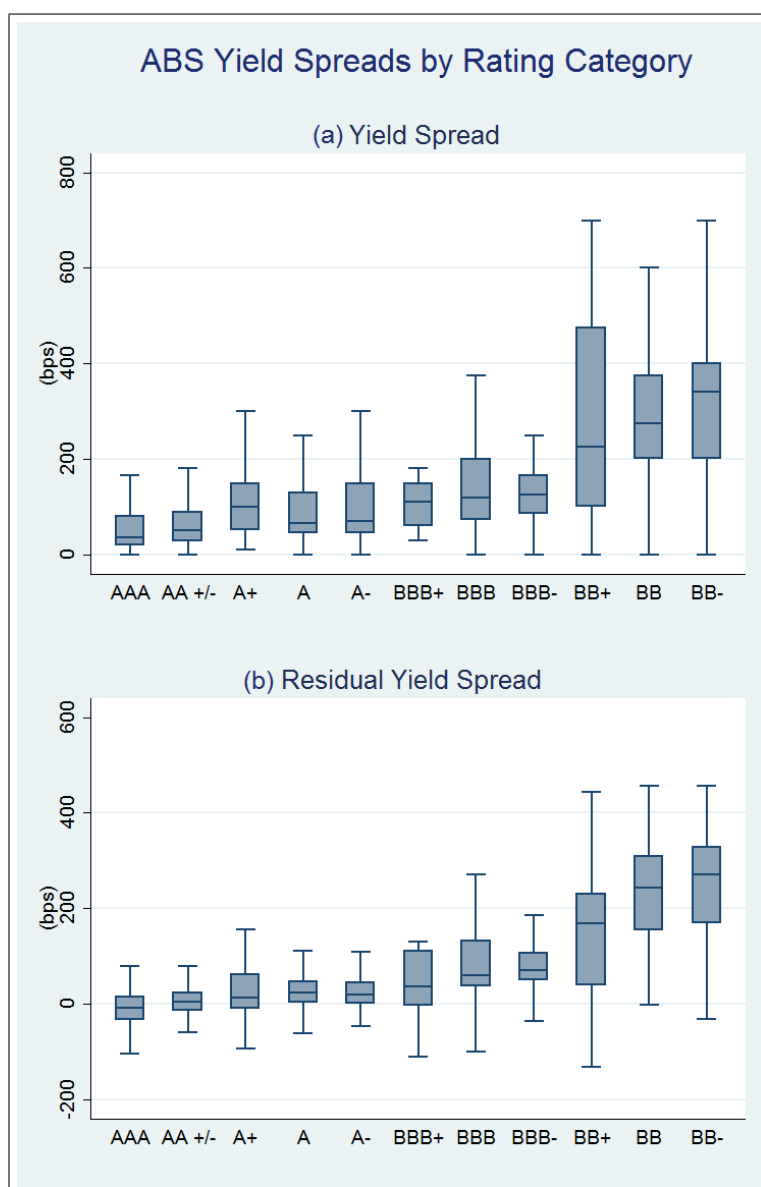 ABS Yield Spreads by Rating Category
(a) Yield Spread
800
600
400
200
0
(bps)
AAA AA +/- A+ A A- BBB+ BBB BBB- BB+ BB BB-
(b) Residual Yield Spread
600
400
200
0
-200
(bps)
AAA AA +/- A+ A A- BBB+ BBB BBB- BB+ BB BB-